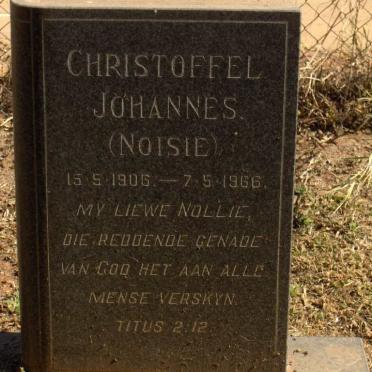 CHRISTOFFEL
JOHANNES.
(NOISIE)
15·5·1906.—7·5·1966.
MY LIEWE NOLLIE,
DIE REDDENDE GENADE
VAN GOD HET AAN ALLE
MENSE VERSKYN.
TITUS 2.12.